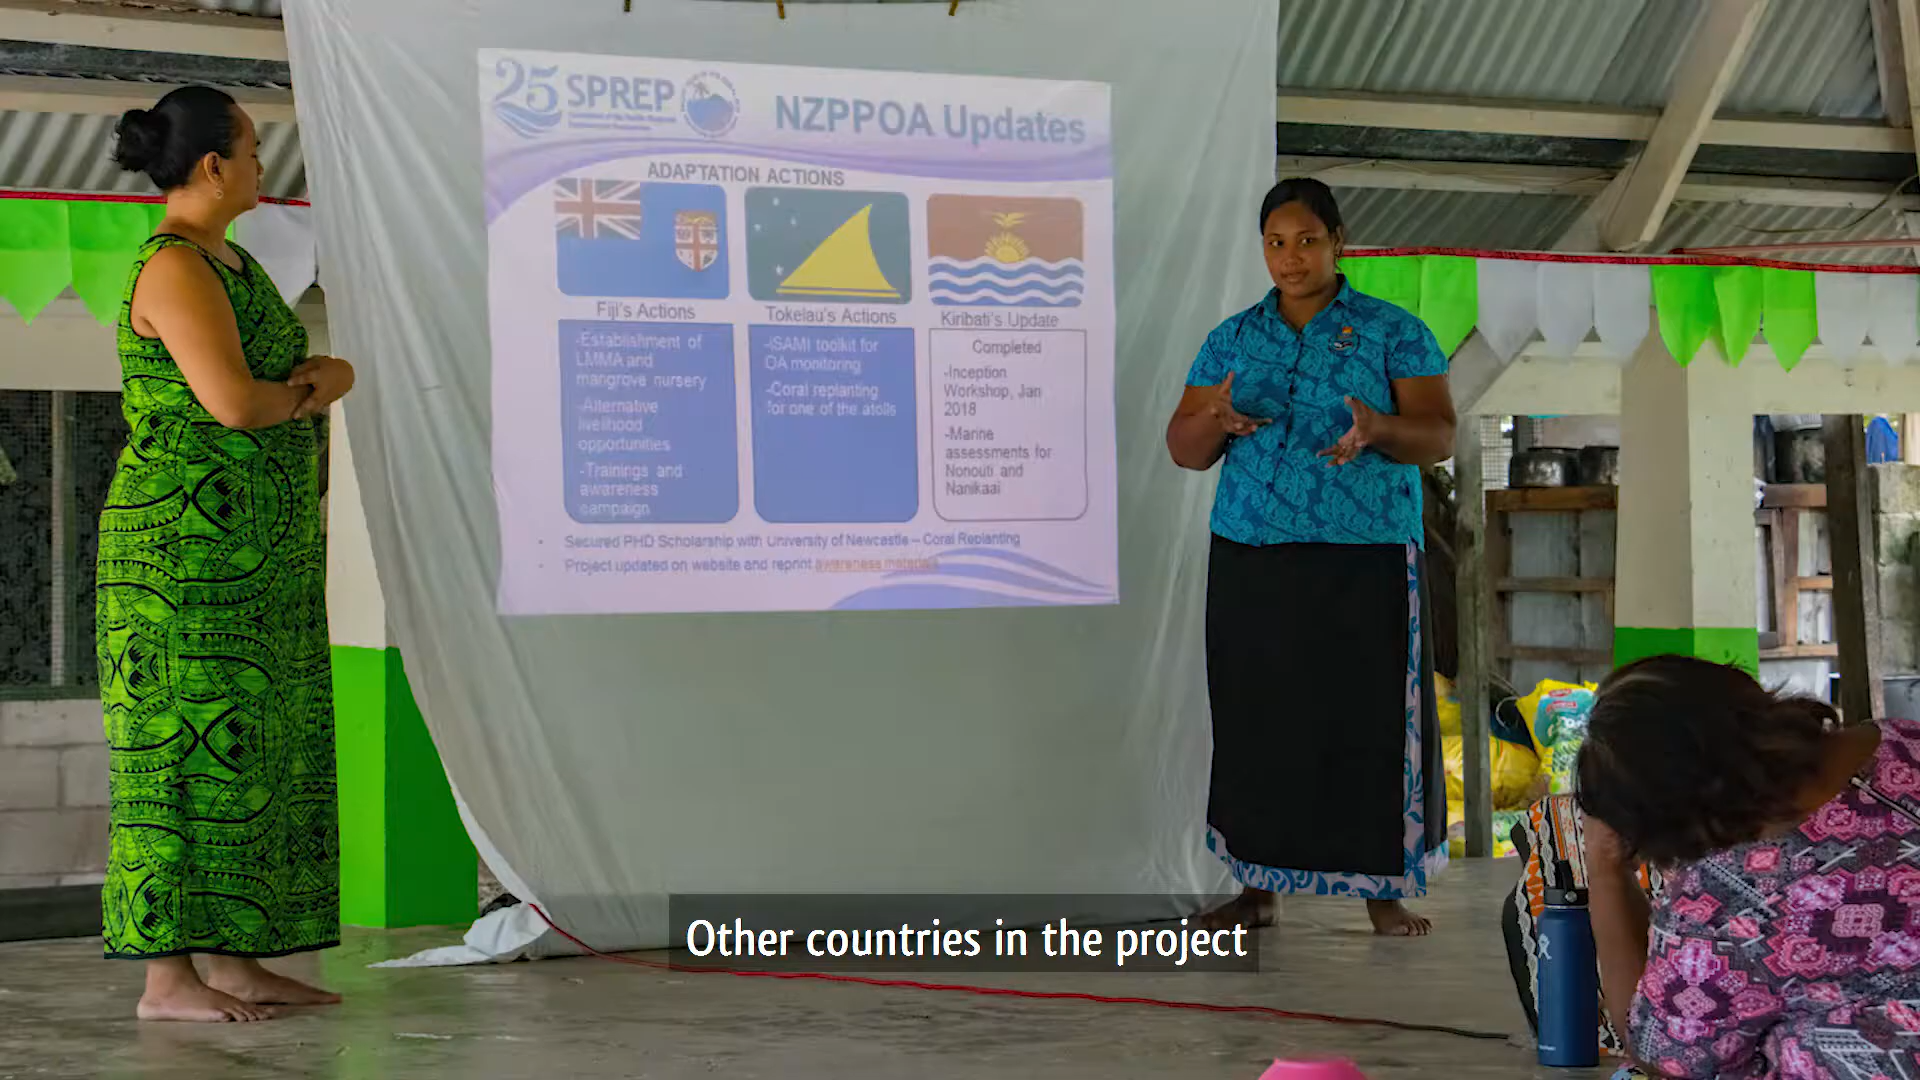 25 SPREP
NZPPOA Updates
ADAPTATION ACTIONS
Fiji's Actions
-Establishment of
LMMA and
mangrove nursery
-Alternative
livelihood
opportunities
-Trainings and
awareness
campaign
Tokelau's Actions
-iSAMI toolkit for
OA monitoring
-Coral replanting
for one of the atolls
Kiribati's Update
Completed
-Inception
Workshop, Jan
2018
-Marine
assessments for
Nonouti and
Nanikaai
• Secured PHD Scholarship with University of Newcastle – Coral Replanting
• Project updated on website and reprint awareness materials
Other countries in the project